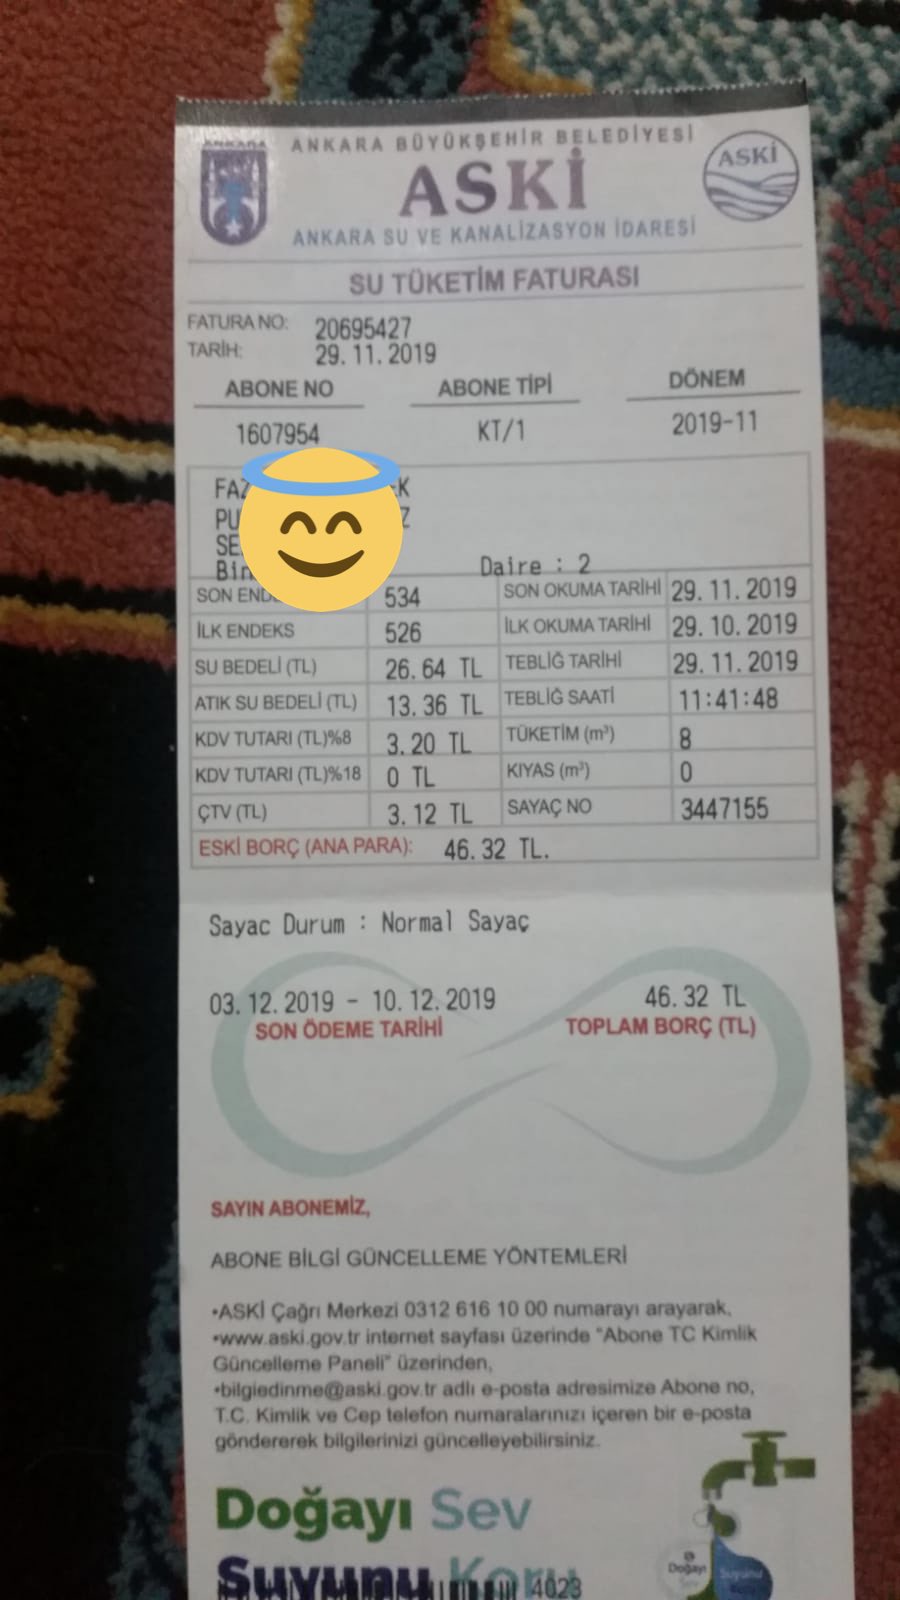 ANKARA
ANKARA BÜYÜKŞEHİR BELEDİYESİ
ASKİ
ASKİ
ANKARA SU VE KANALİZASYON İDARESİ
SU TÜKETİM FATURASI
FATURA NO: 20695427
TARİH: 29.11.2019
ABONE NO ABONE TİPİ DÖNEM
1607954 KT/1 2019-11
Daire : 2
534 SON OKUMA TARİHİ 29.11.2019
İLK ENDEKS 526 İLK OKUMA TARİHİ 29.10.2019
SU BEDELİ (TL) 26.64 TL TEBLİĞ TARİHİ 29.11.2019
ATIK SU BEDELİ (TL) 13.36 TL TEBLİĞ SAATİ 11:41:48
KDV TUTARI (TL)%8 3.20 TL TÜKETİM (m³) 8
KDV TUTARI (TL)%18 0 TL KIYAS (m³) 0
ÇTV (TL) 3.12 TL SAYAÇ NO 3447155
ESKİ BORÇ (ANA PARA): 46.32 TL.
Sayac Durum : Normal Sayaç
03.12.2019 - 10.12.2019 46.32 TL
SON ÖDEME TARİHİ TOPLAM BORÇ (TL)
SAYIN ABONEMİZ,
ABONE BİLGİ GÜNCELLEME YÖNTEMLERİ
•ASKİ Çağrı Merkezi 0312 616 10 00 numarayı arayarak,
•www.aski.gov.tr internet sayfası üzerinde "Abone TC Kimlik
Güncelleme Paneli" üzerinden,
•bilgiedinme@aski.gov.tr adlı e-posta adresimize Abone no,
T.C. Kimlik ve Cep telefon numaralarınızı içeren bir e-posta
göndererek bilgilerinizi güncelleyebilirsiniz.
Doğayı Sev
Suyunu Koru
4023
Doğayı
Sev
Suyunu